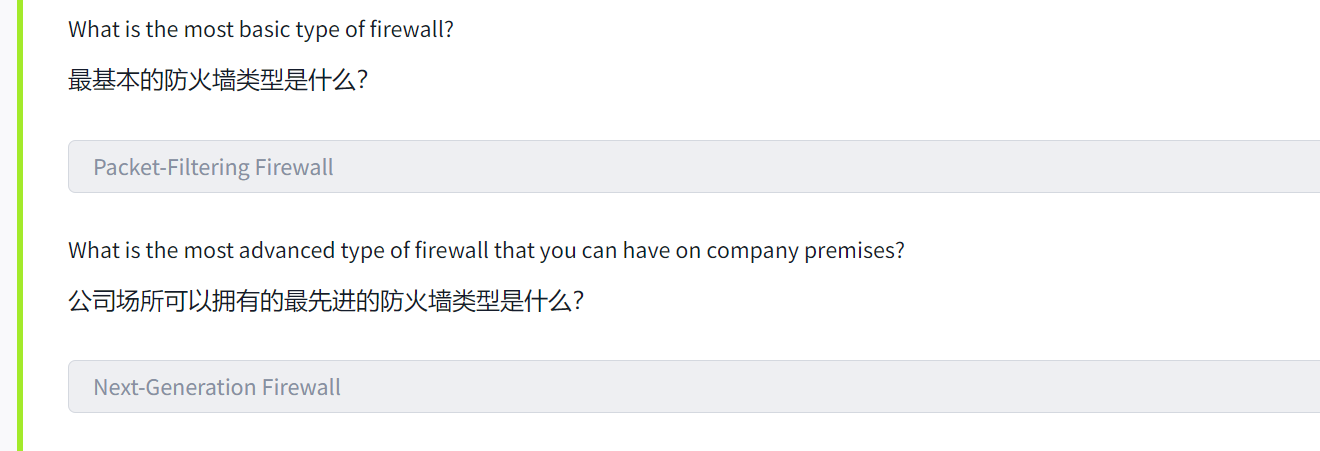 What is the most basic type of firewall?
最基本的防火墙类型是什么？
Packet-Filtering Firewall
What is the most advanced type of firewall that you can have on company premises?
公司场所可以拥有的最先进的防火墙类型是什么？
Next-Generation Firewall